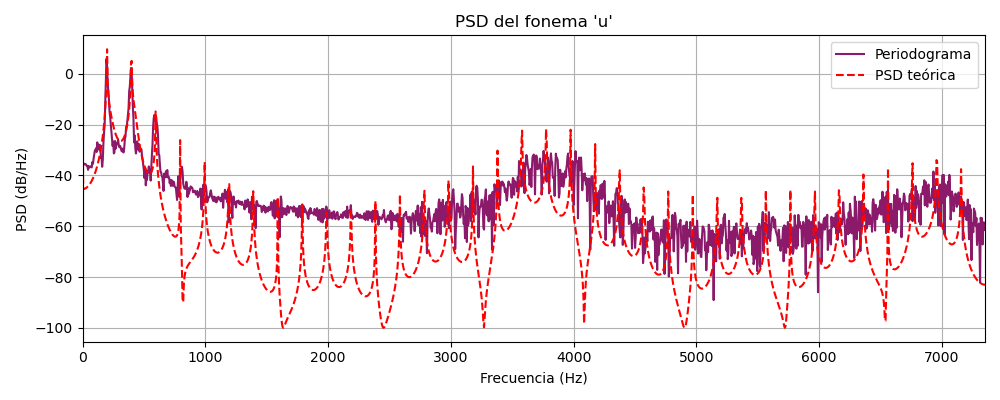 PSD del fonema 'u'
Periodograma
PSD teórica
PSD (dB/Hz)
0
−20
−40
−60
−80
−100
0 1000 2000 3000 4000 5000 6000 7000
Frecuencia (Hz)